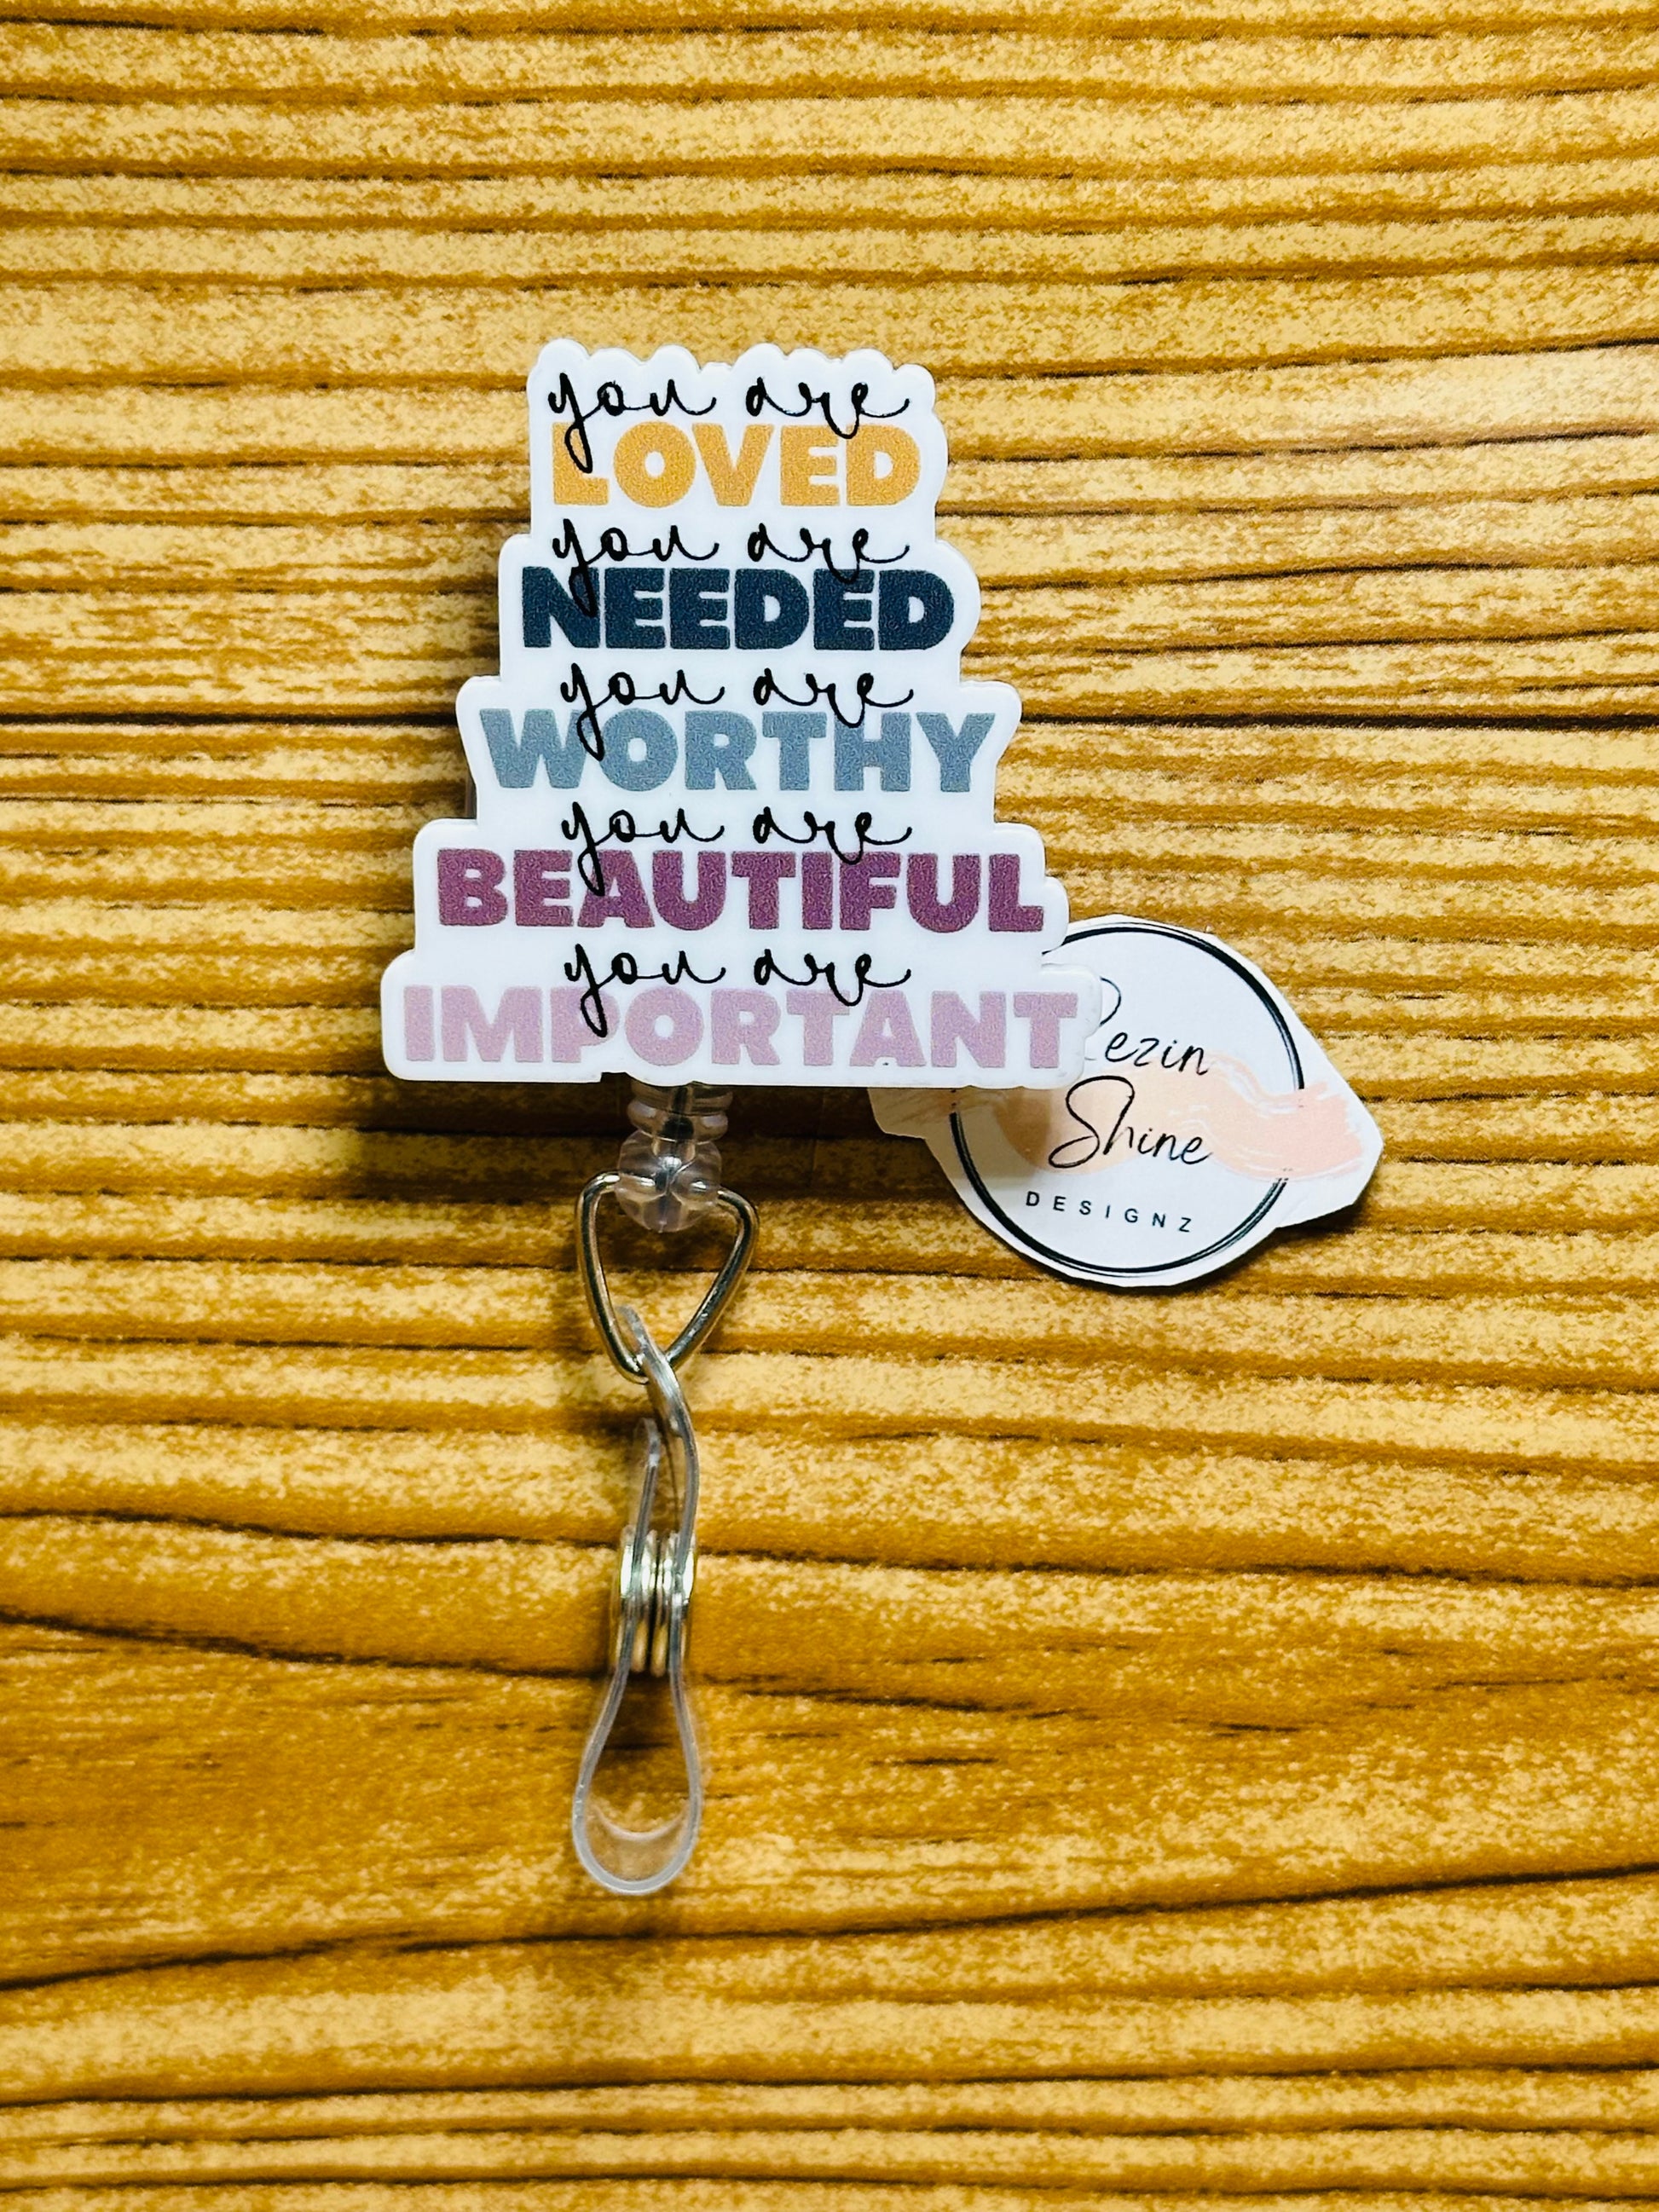 you are
LOVED
you are
NEEDED
you are
WORTHY
you are
BEAUTIFUL
you are
IMPORTANT
Rezin
Shine
DESIGNZ